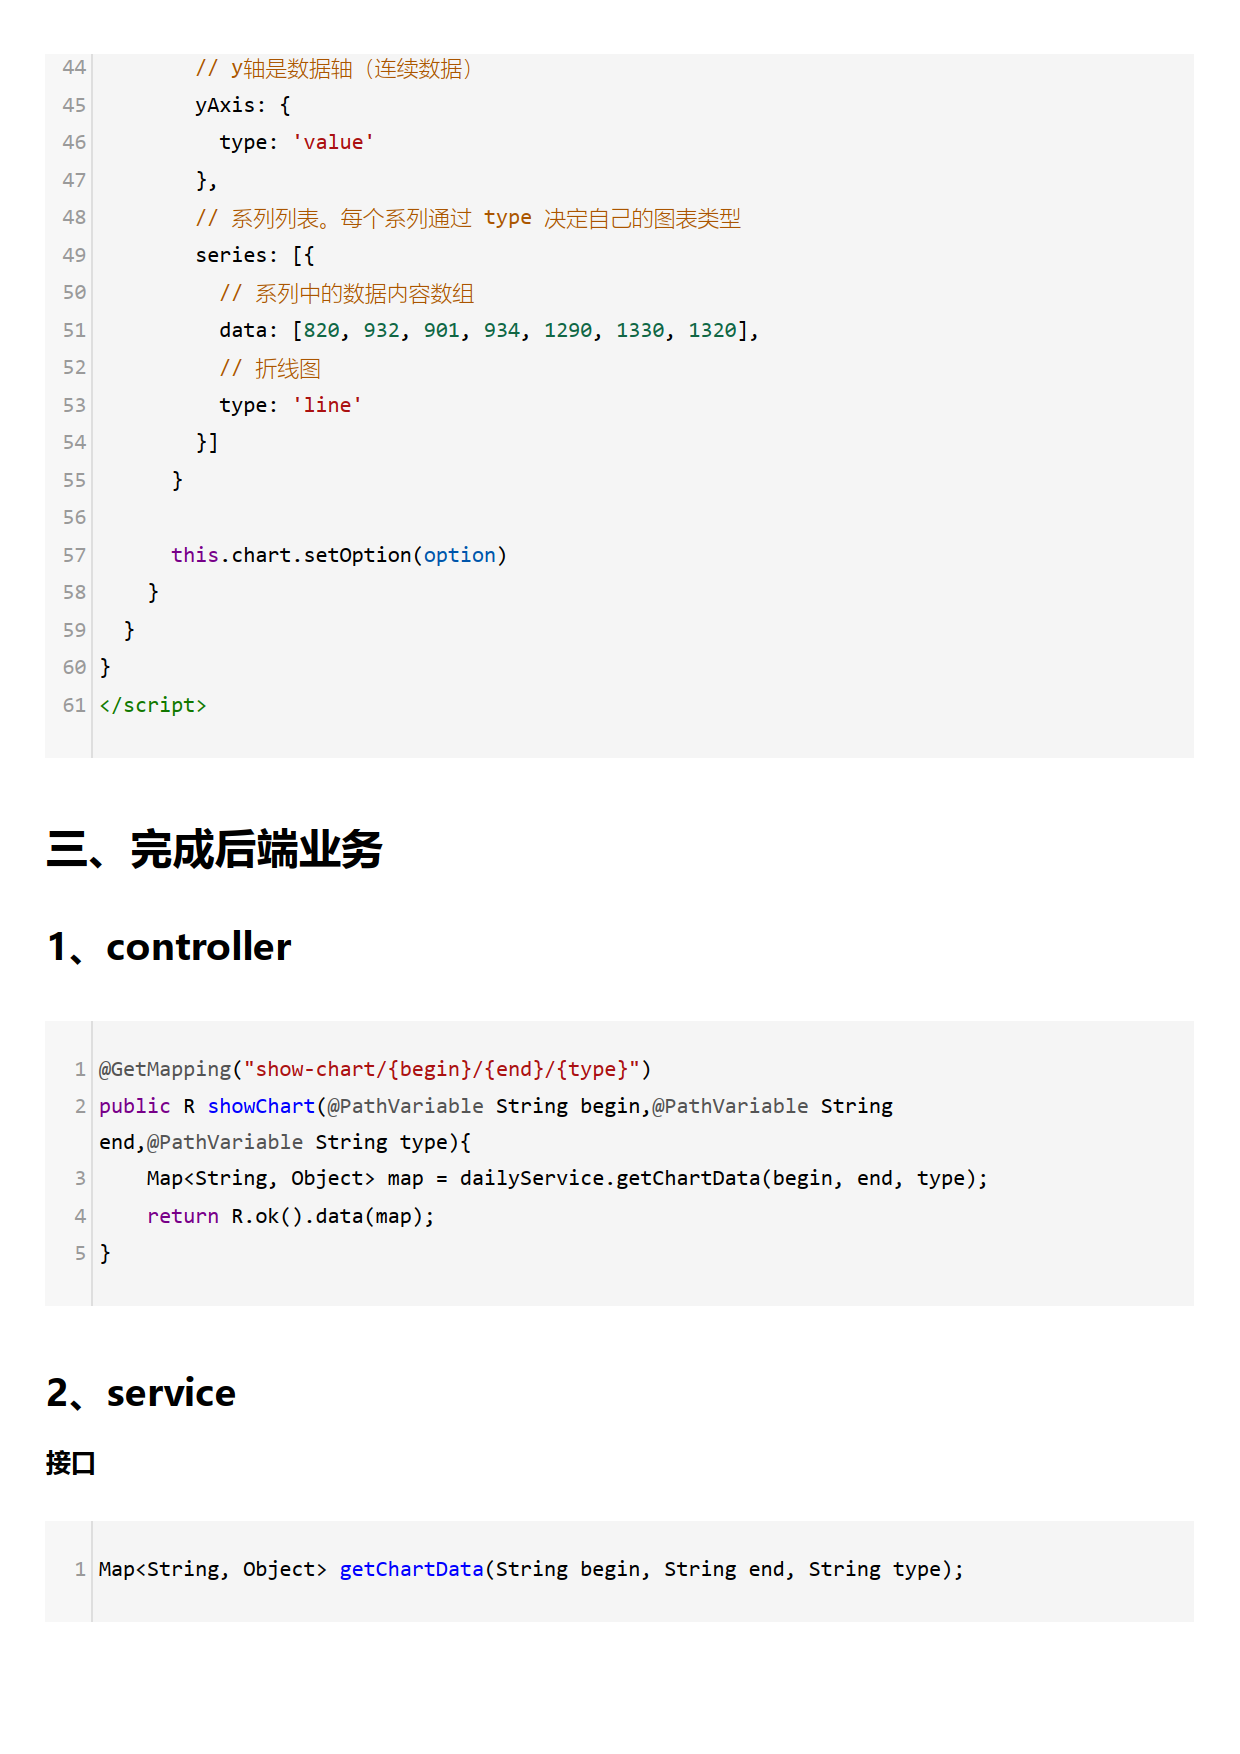 44         // y轴是数据轴（连续数据）
45         yAxis: {
46           type: 'value'
47         },
48         // 系列列表。每个系列通过 type 决定自己的图表类型
49         series: [{
50           // 系列中的数据内容数组
51           data: [820, 932, 901, 934, 1290, 1330, 1320],
52           // 折线图
53           type: 'line'
54         }]
55       }
56
57       this.chart.setOption(option)
58     }
59   }
60 }
61 </script>
三、完成后端业务
1、controller
1 @GetMapping("show-chart/{begin}/{end}/{type}")
2 public R showChart(@PathVariable String begin,@PathVariable String
end,@PathVariable String type){
3     Map<String, Object> map = dailyService.getChartData(begin, end, type);
4     return R.ok().data(map);
5 }
2、service
接口
1 Map<String, Object> getChartData(String begin, String end, String type);